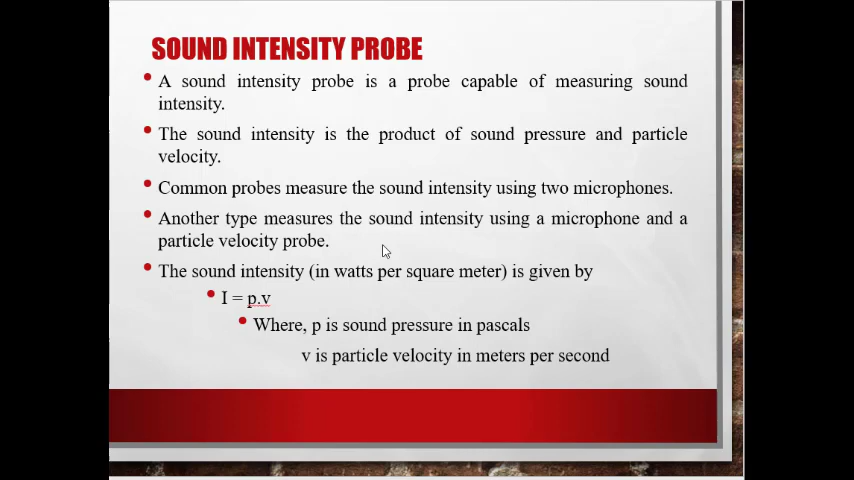 SOUND INTENSITY PROBE
• A sound intensity probe is a probe capable of measuring sound
intensity.
• The sound intensity is the product of sound pressure and particle
velocity.
• Common probes measure the sound intensity using two microphones.
• Another type measures the sound intensity using a microphone and a
particle velocity probe.
• The sound intensity (in watts per square meter) is given by
• I = p.v
• Where, p is sound pressure in pascals
v is particle velocity in meters per second